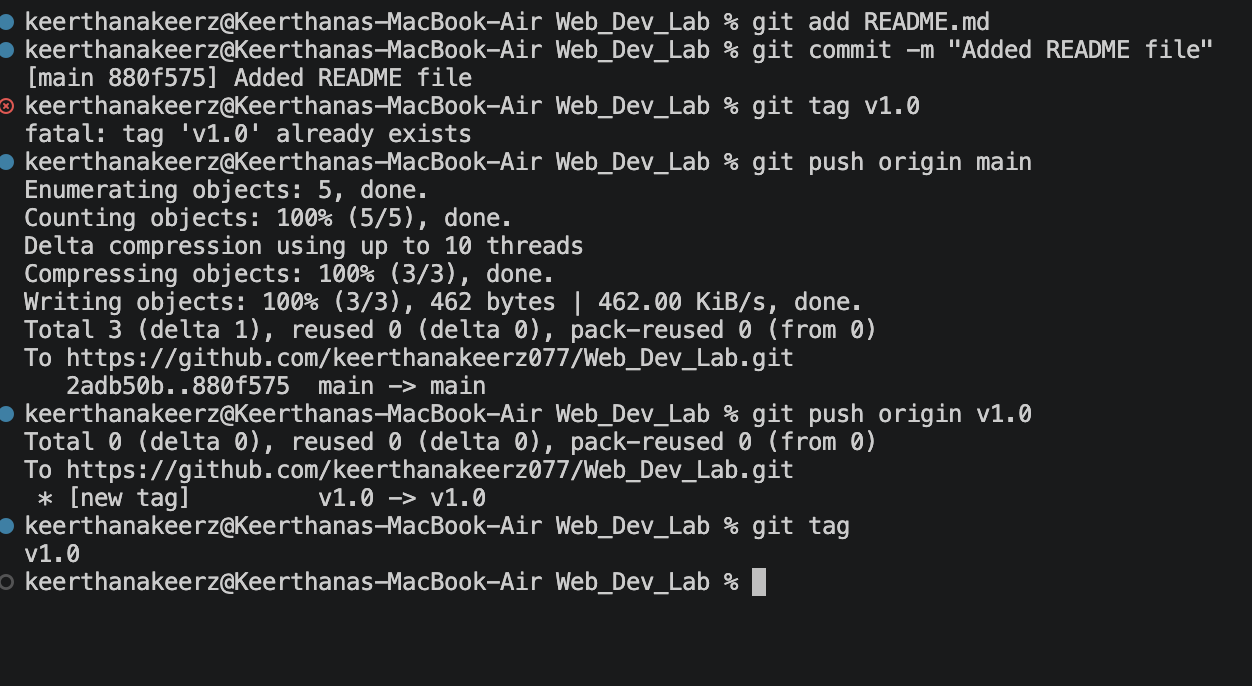 keerthanakeerz@Keerthanas-MacBook-Air Web_Dev_Lab % git add README.md
keerthanakeerz@Keerthanas-MacBook-Air Web_Dev_Lab % git commit -m "Added README file"
[main 880f575] Added README file
keerthanakeerz@Keerthanas-MacBook-Air Web_Dev_Lab % git tag v1.0
fatal: tag 'v1.0' already exists
keerthanakeerz@Keerthanas-MacBook-Air Web_Dev_Lab % git push origin main
Enumerating objects: 5, done.
Counting objects: 100% (5/5), done.
Delta compression using up to 10 threads
Compressing objects: 100% (3/3), done.
Writing objects: 100% (3/3), 462 bytes | 462.00 KiB/s, done.
Total 3 (delta 1), reused 0 (delta 0), pack-reused 0 (from 0)
To https://github.com/keerthanakeerz077/Web_Dev_Lab.git
   2adb50b..880f575  main -> main
keerthanakeerz@Keerthanas-MacBook-Air Web_Dev_Lab % git push origin v1.0
Total 0 (delta 0), reused 0 (delta 0), pack-reused 0 (from 0)
To https://github.com/keerthanakeerz077/Web_Dev_Lab.git
 * [new tag]         v1.0 -> v1.0
keerthanakeerz@Keerthanas-MacBook-Air Web_Dev_Lab % git tag
v1.0
keerthanakeerz@Keerthanas-MacBook-Air Web_Dev_Lab %